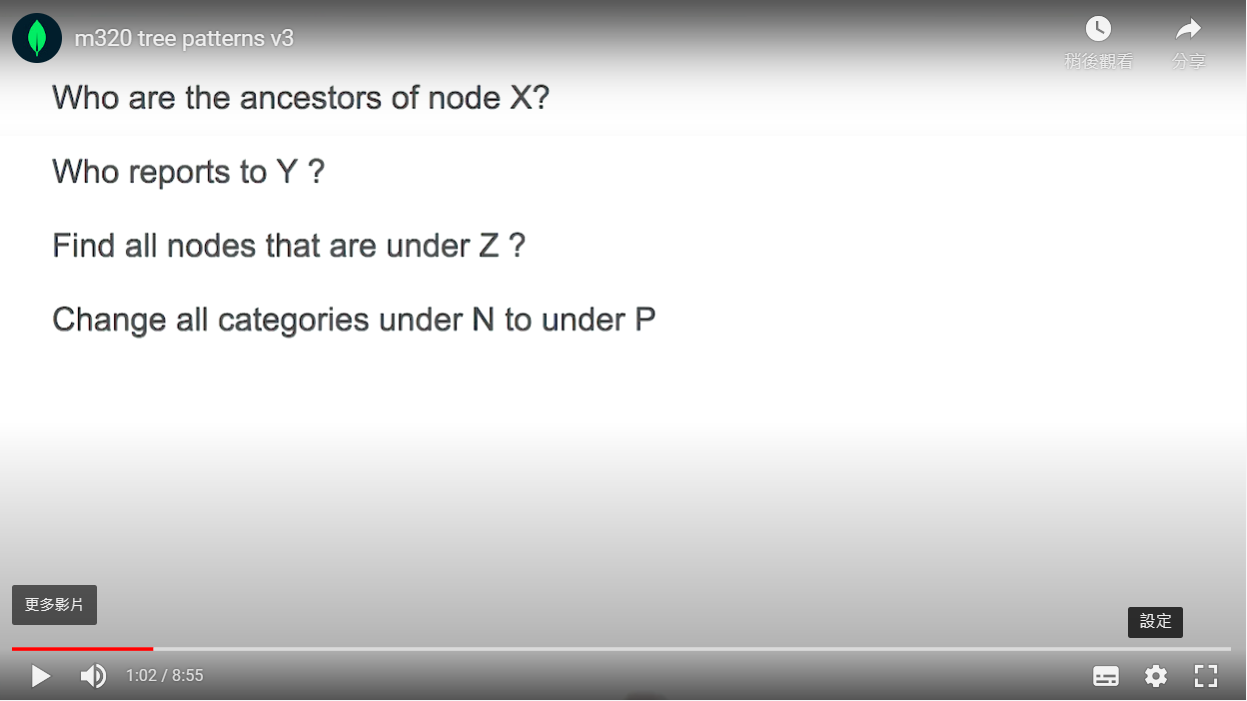 m320 tree patterns v3
稍後觀看
分享
Who are the ancestors of node X?
Who reports to Y ?
Find all nodes that are under Z ?
Change all categories under N to under P
更多影片
設定
1:02 / 8:55